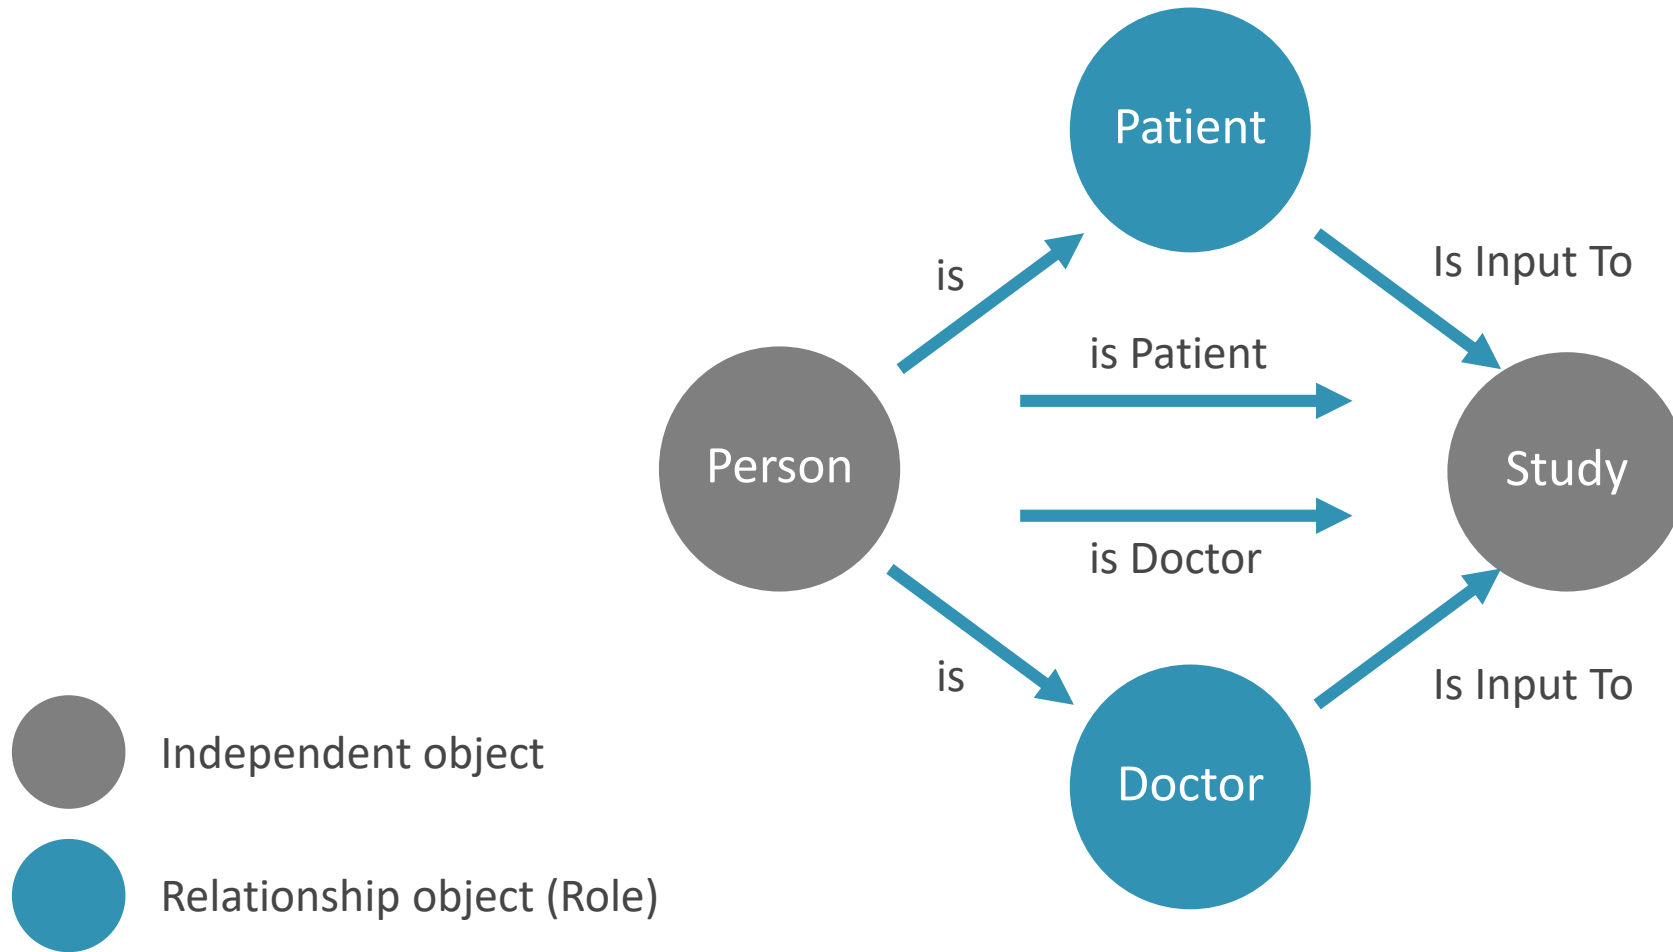 Patient
is
Is Input To
is Patient
Person
Study
is Doctor
is
Is Input To
Independent object
Doctor
Relationship object (Role)